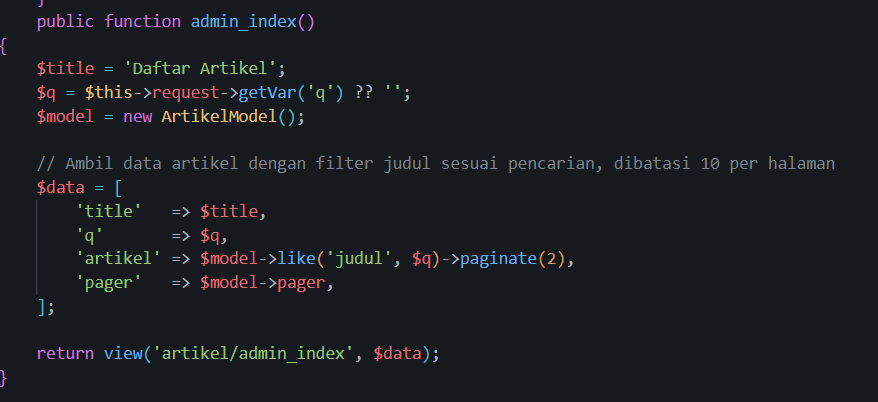 }
public function admin_index()
{
$title = 'Daftar Artikel';
$q = $this->request->getVar('q') ?? '';
$model = new ArtikelModel();
// Ambil data artikel dengan filter judul sesuai pencarian, dibatasi 10 per halaman
$data = [
'title' => $title,
'q' => $q,
'artikel' => $model->like('judul', $q)->paginate(2),
'pager' => $model->pager,
];
return view('artikel/admin_index', $data);
}